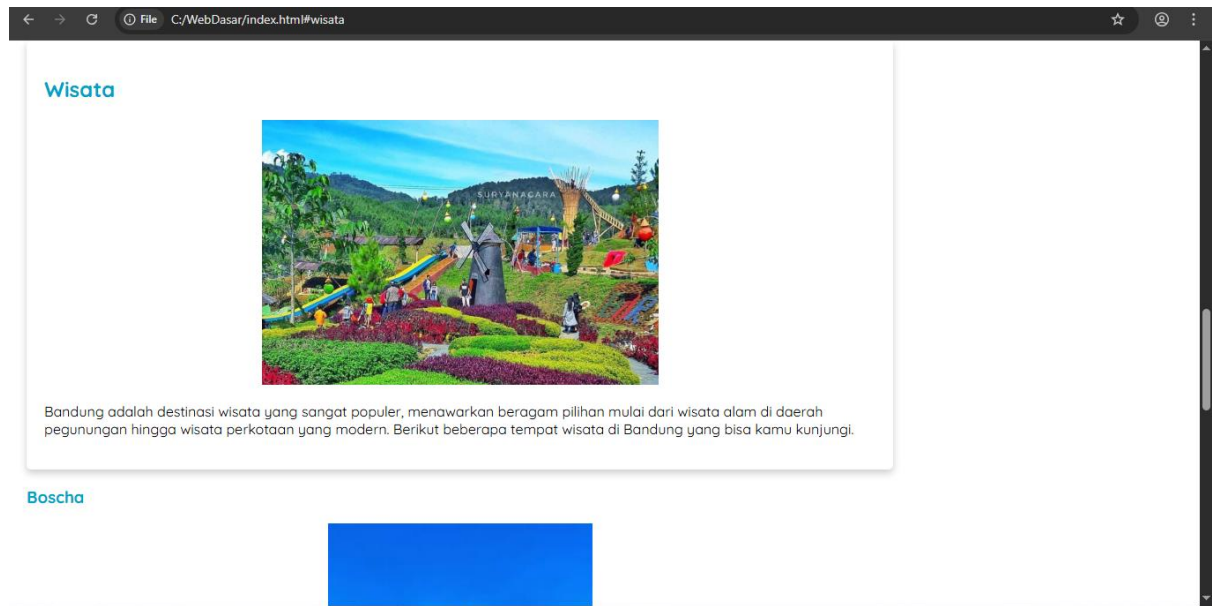 File C:/WebDasar/index.html#wisata
Wisata
SURYANAGARA
Bandung adalah destinasi wisata yang sangat populer, menawarkan beragam pilihan mulai dari wisata alam di daerah
pegunungan hingga wisata perkotaan yang modern. Berikut beberapa tempat wisata di Bandung yang bisa kamu kunjungi.
Boscha